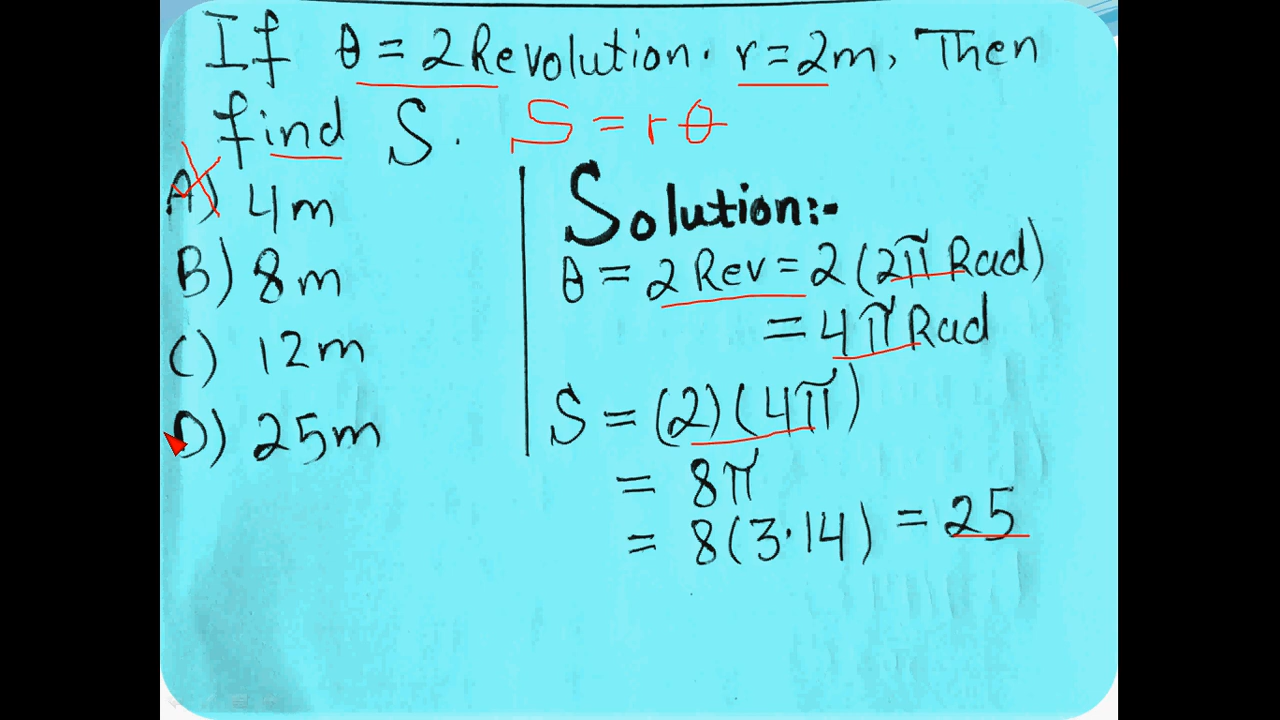 If θ = 2 Revolution. r = 2m, Then
find S. S = rθ
A) 4m
B) 8m
C) 12m
D) 25m
Solution:-
θ = 2 Rev = 2 (2π Rad)
= 4π Rad
S = (2) (4π)
= 8π
= 8(3.14) = 25